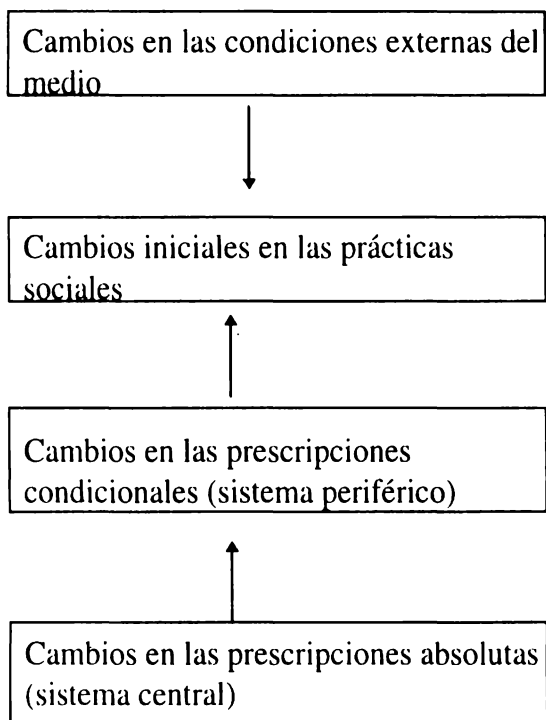 Cambios en las condiciones externas del
medio
Cambios iniciales en las prácticas
sociales
Cambios en las prescripciones
condicionales (sistema periférico)
Cambios en las prescripciones absolutas
(sistema central)